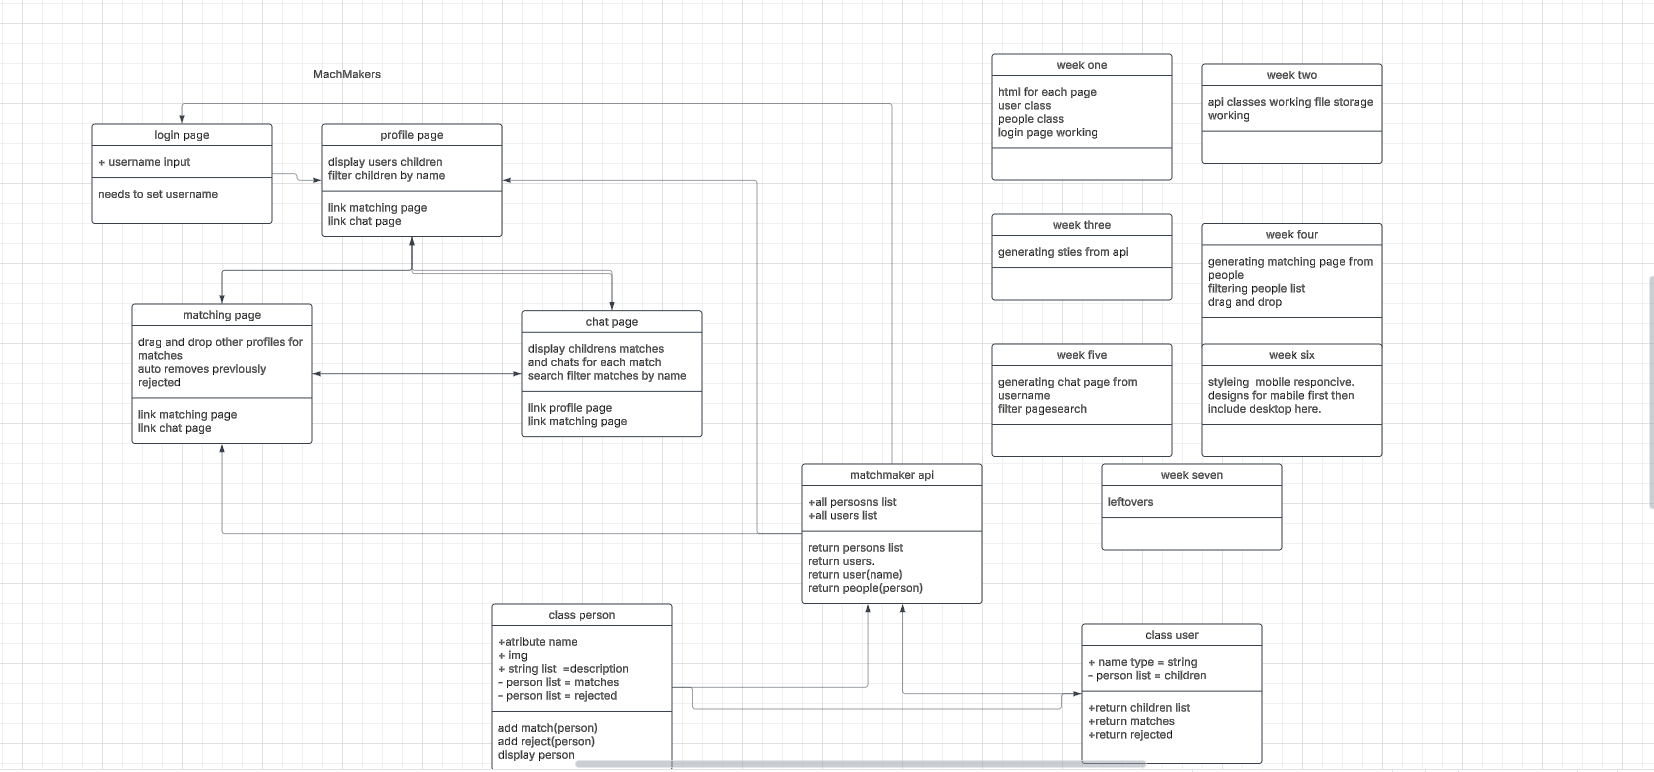 MachMakers
login page
+ username input
needs to set username
profile page
display users children
filter children by name
link matching page
link chat page
matching page
drag and drop other profiles for
matches
auto removes previously
rejected
link matching page
link chat page
chat page
display childrens matches
and chats for each match
search filter matches by name
link profile page
link matching page
matchmaker api
+all persosns list
+all users list
return persons list
return users.
return user(name)
return people(person)
class person
+atribute name
+ img
+ string list  =description
- person list = matches
- person list = rejected
add match(person)
add reject(person)
display person
class user
+ name type = string
- person list = children
+return children list
+return matches
+return rejected
week one
html for each page
user class
people class
login page working
week two
api classes working file storage
working
week three
generating sties from api
week four
generating matching page from
people
filtering people list
drag and drop
week five
generating chat page from
username
filter pagesearch
week six
styleing  mobile responcive.
designs for mabile first then
include desktop here.
week seven
leftovers